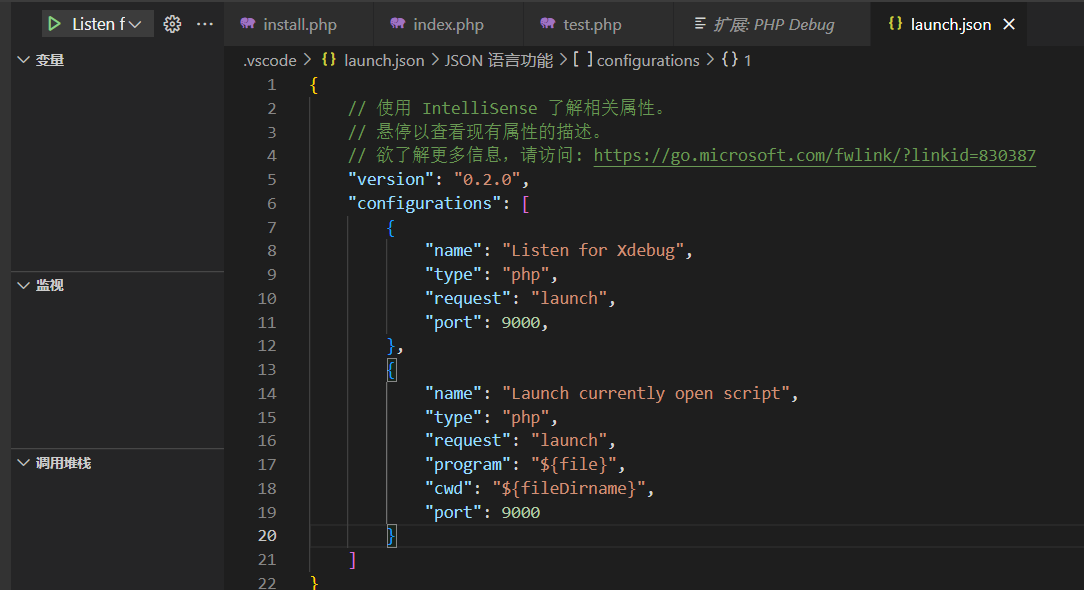 Listen f
install.php
index.php
test.php
扩展: PHP Debug
launch.json
变量
.vscode > {} launch.json > JSON 语言功能 > [ ] configurations > {} 1
1 {
2 // 使用 IntelliSense 了解相关属性。
3 // 悬停以查看现有属性的描述。
4 // 欲了解更多信息，请访问: https://go.microsoft.com/fwlink/?linkid=830387
5 "version": "0.2.0",
6 "configurations": [
7 {
8 "name": "Listen for Xdebug",
9 "type": "php",
监视
10 "request": "launch",
11 "port": 9000,
12 },
13 {
14 "name": "Launch currently open script",
15 "type": "php",
16 "request": "launch",
调用堆栈
17 "program": "${file}",
18 "cwd": "${fileDirname}",
19 "port": 9000
20 }
21 ]
22 }